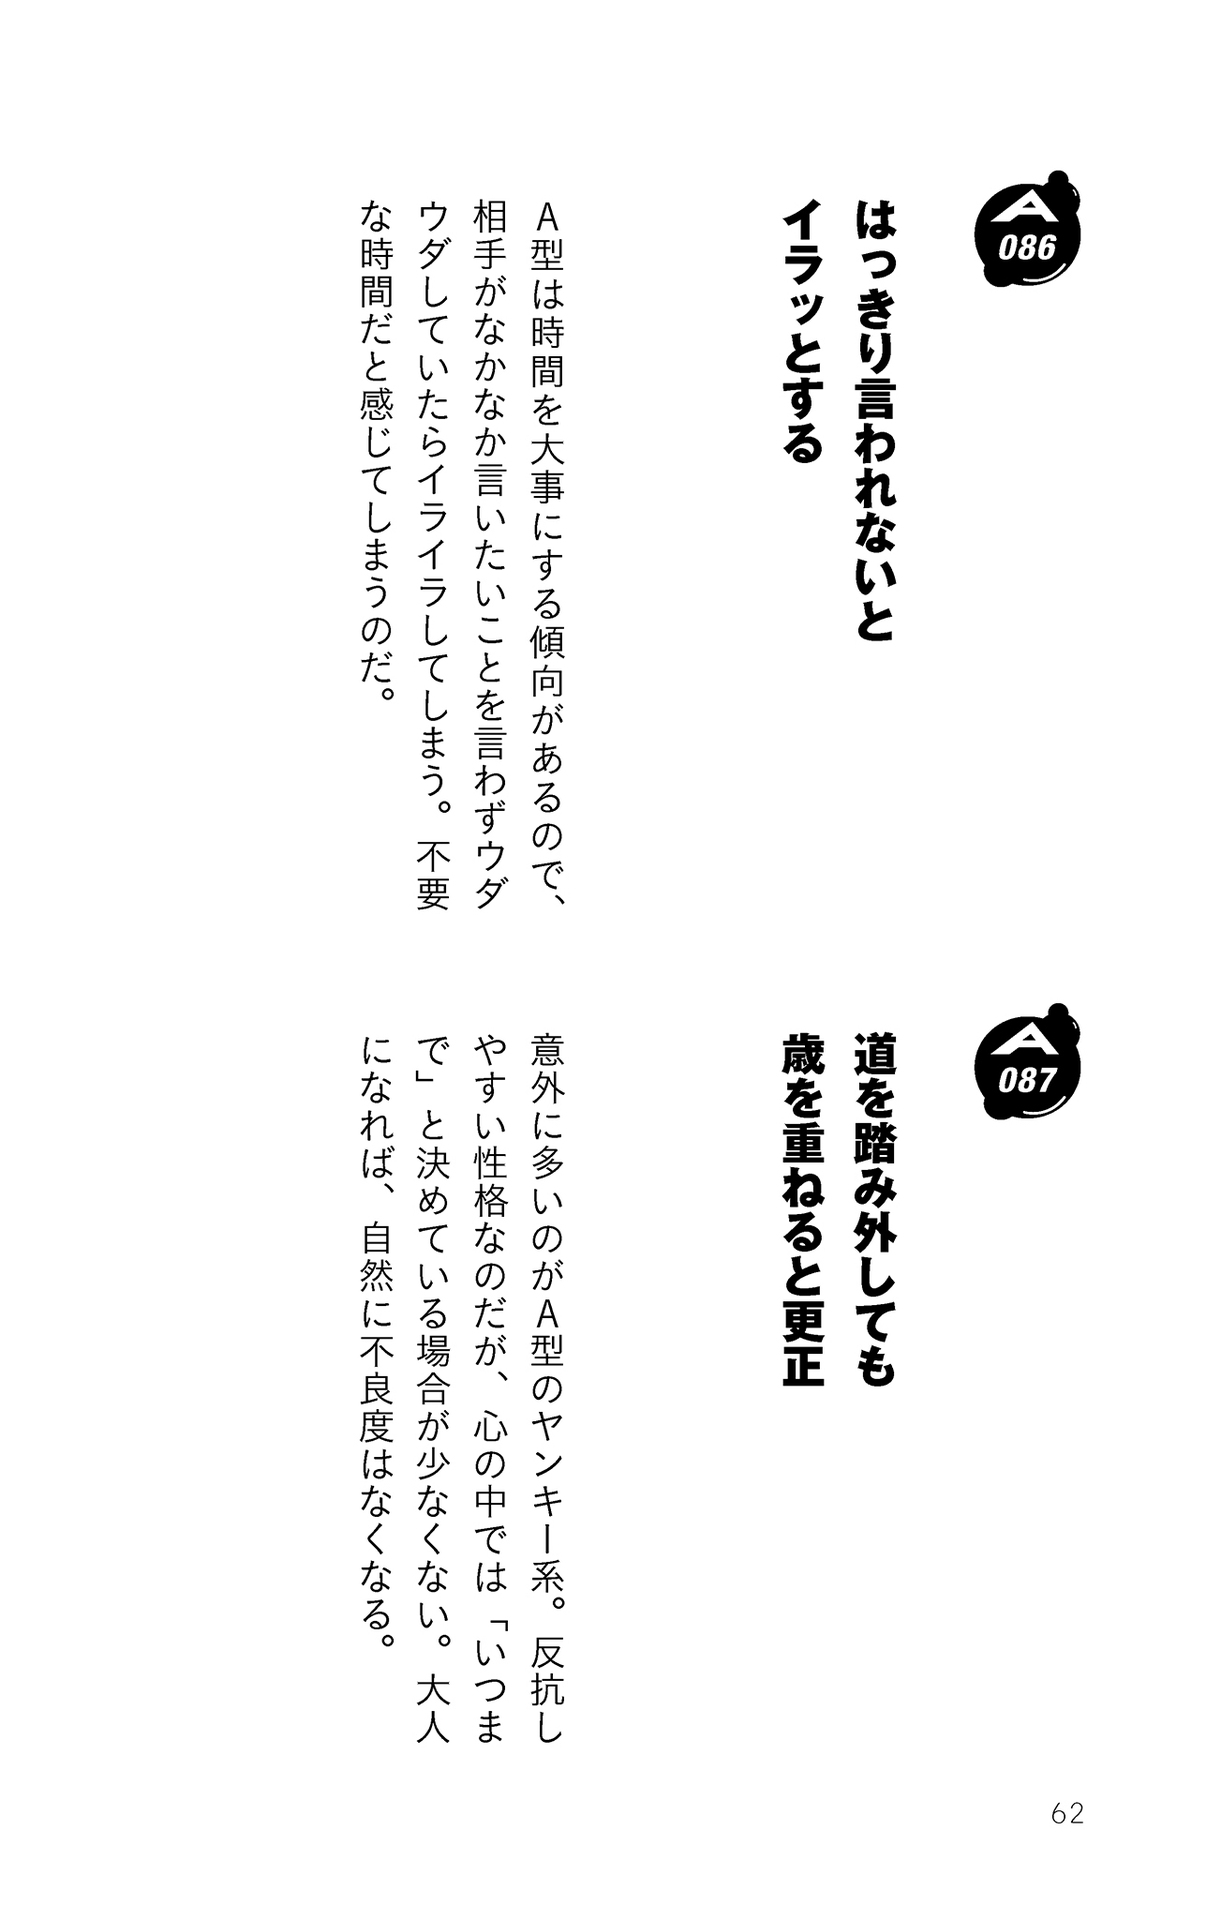 A
086
はっきり言われないと
イラッとする
A型は時間を大事にする傾向があるので、
相手がなかなか言いたいことを言わずウダ
ウダしていたらイライラしてしまう。不要
な時間だと感じてしまうのだ。
A
087
道を踏み外しても
歳を重ねると更正
意外に多いのがA型のヤンキー系。反抗し
やすい性格なのだが、心の中では「いつま
で」と決めている場合が少なくない。大人
になれば、自然に不良度はなくなる。
62